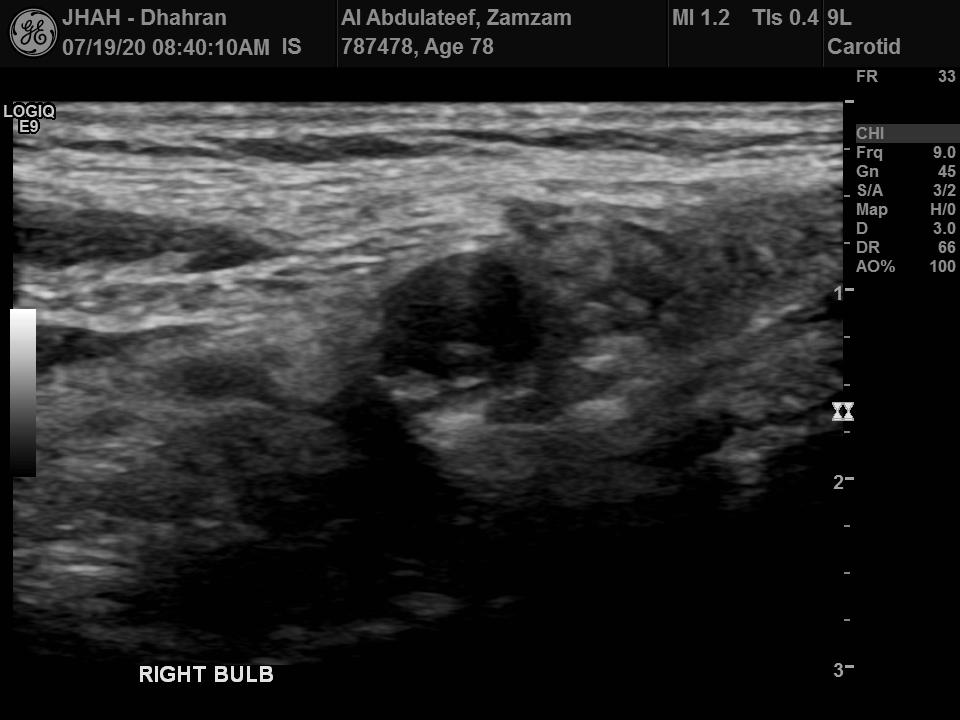 JHAH - Dhahran
07/19/20 08:40:10AM IS
Al Abdulateef, Zamzam
787478, Age 78
MI 1.2 TIs 0.4
9L
Carotid
FR 33
LOGIQ
E9
CHI
Frq 9.0
Gn 45
S/A 3/2
Map H/0
D 3.0
DR 66
AO% 100
1
2
3
RIGHT BULB